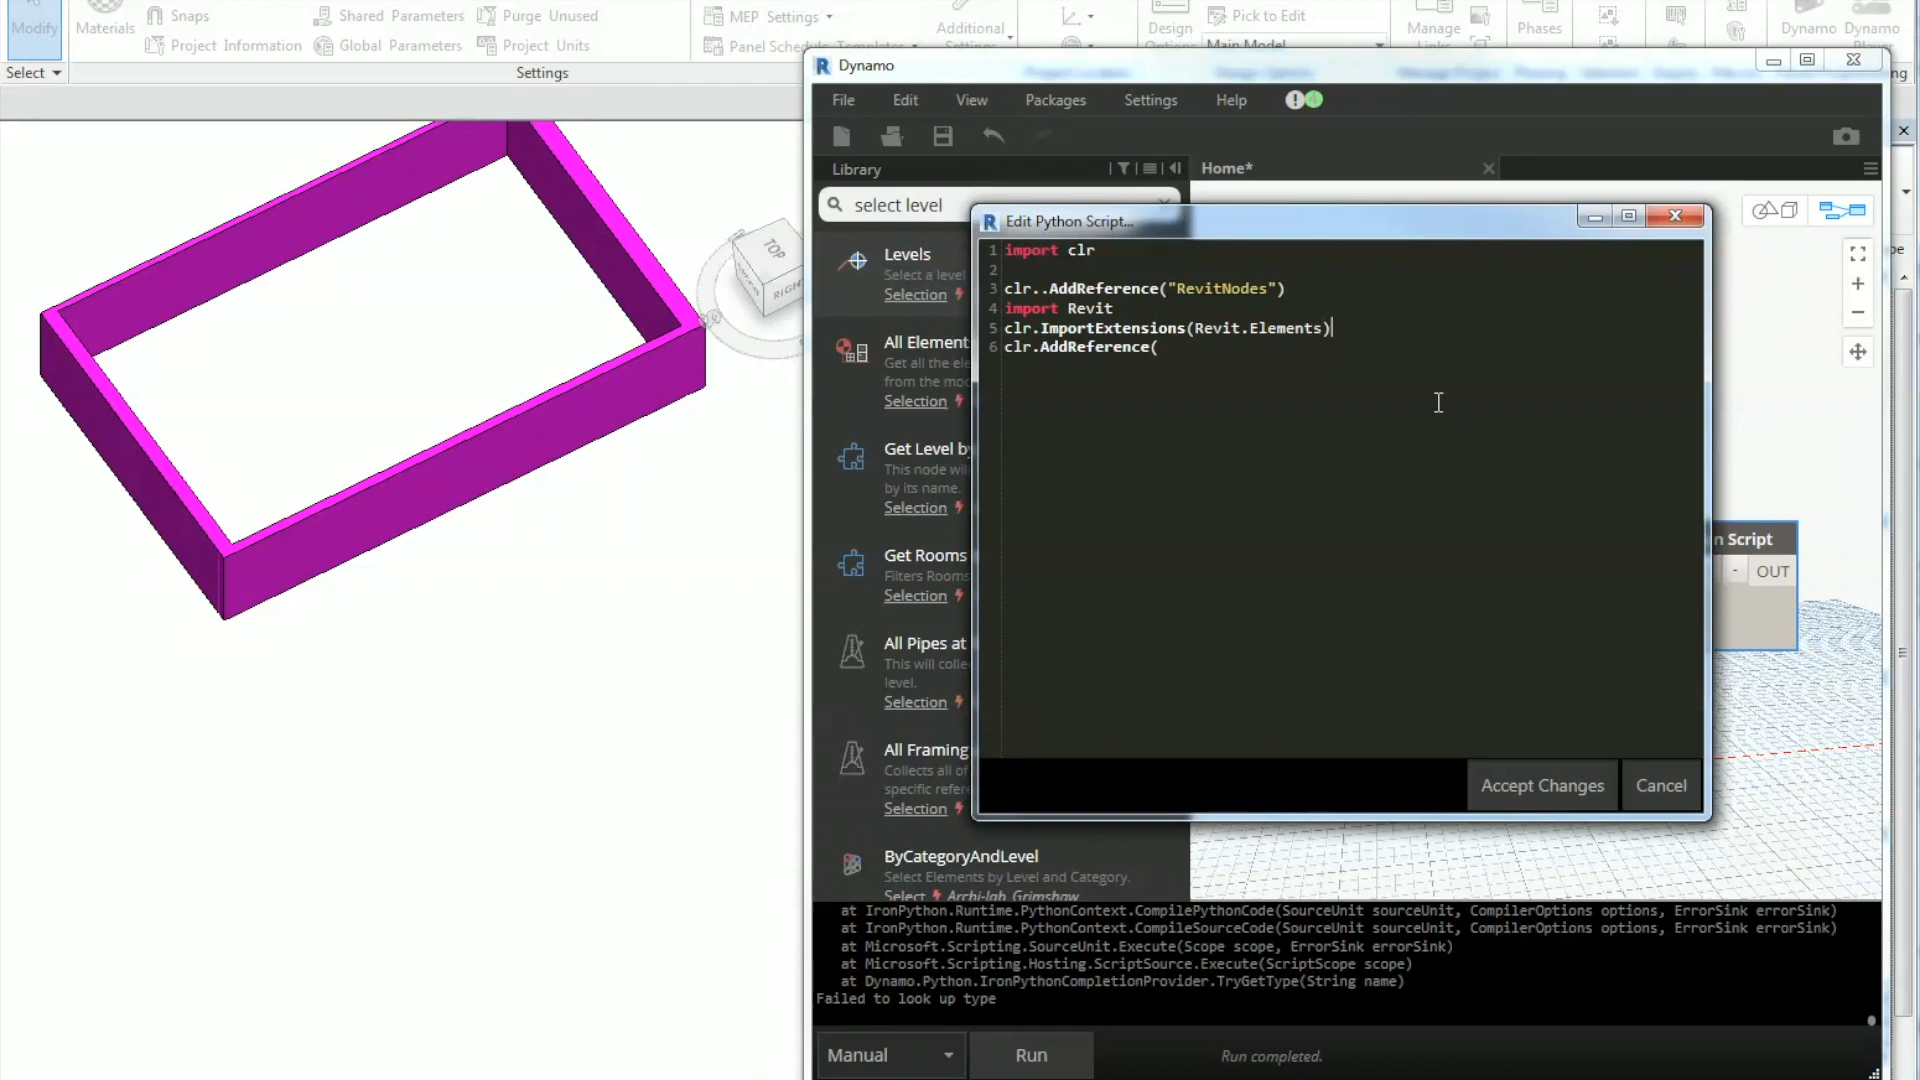 Modify
Materials
Snaps
Project Information
Shared Parameters
Global Parameters
Purge Unused
Project Units
MEP Settings
Panel Schedule Templates
Additional
Settings
Design
Options
Pick to Edit
Main Model
Manage
Links
Phases
Dynamo
Dynamo
Player
Select
Settings
Dynamo
File
Edit
View
Packages
Settings
Help
Library
Home*
select level
Levels
Select a level
Selection
All Element
Get all the ele
from the mod
Selection
Get Level by
This node will
by its name.
Selection
Get Rooms
Filters Rooms
Selection
All Pipes at
This will colle
level.
Selection
All Framing
Collects all of
specific refer
Selection
ByCategoryAndLevel
Select Elements by Level and Category.
Select Archi-lab_Grimshaw
Edit Python Script...
1 import clr
2
3 clr..AddReference("RevitNodes")
4 import Revit
5 clr.ImportExtensions(Revit.Elements)
6 clr.AddReference(
Accept Changes
Cancel
n Script
- OUT
TOP
RIGHT
at IronPython.Runtime.PythonContext.CompilePythonCode(SourceUnit sourceUnit, CompilerOptions options, ErrorSink errorSink)
at IronPython.Runtime.PythonContext.CompileSourceCode(SourceUnit sourceUnit, CompilerOptions options, ErrorSink errorSink)
at Microsoft.Scripting.SourceUnit.Execute(Scope scope, ErrorSink errorSink)
at Microsoft.Scripting.Hosting.ScriptSource.Execute(ScriptScope scope)
at Dynamo.Python.IronPythonCompletionProvider.TryGetType(String name)
Failed to look up type
Manual
Run
Run completed.